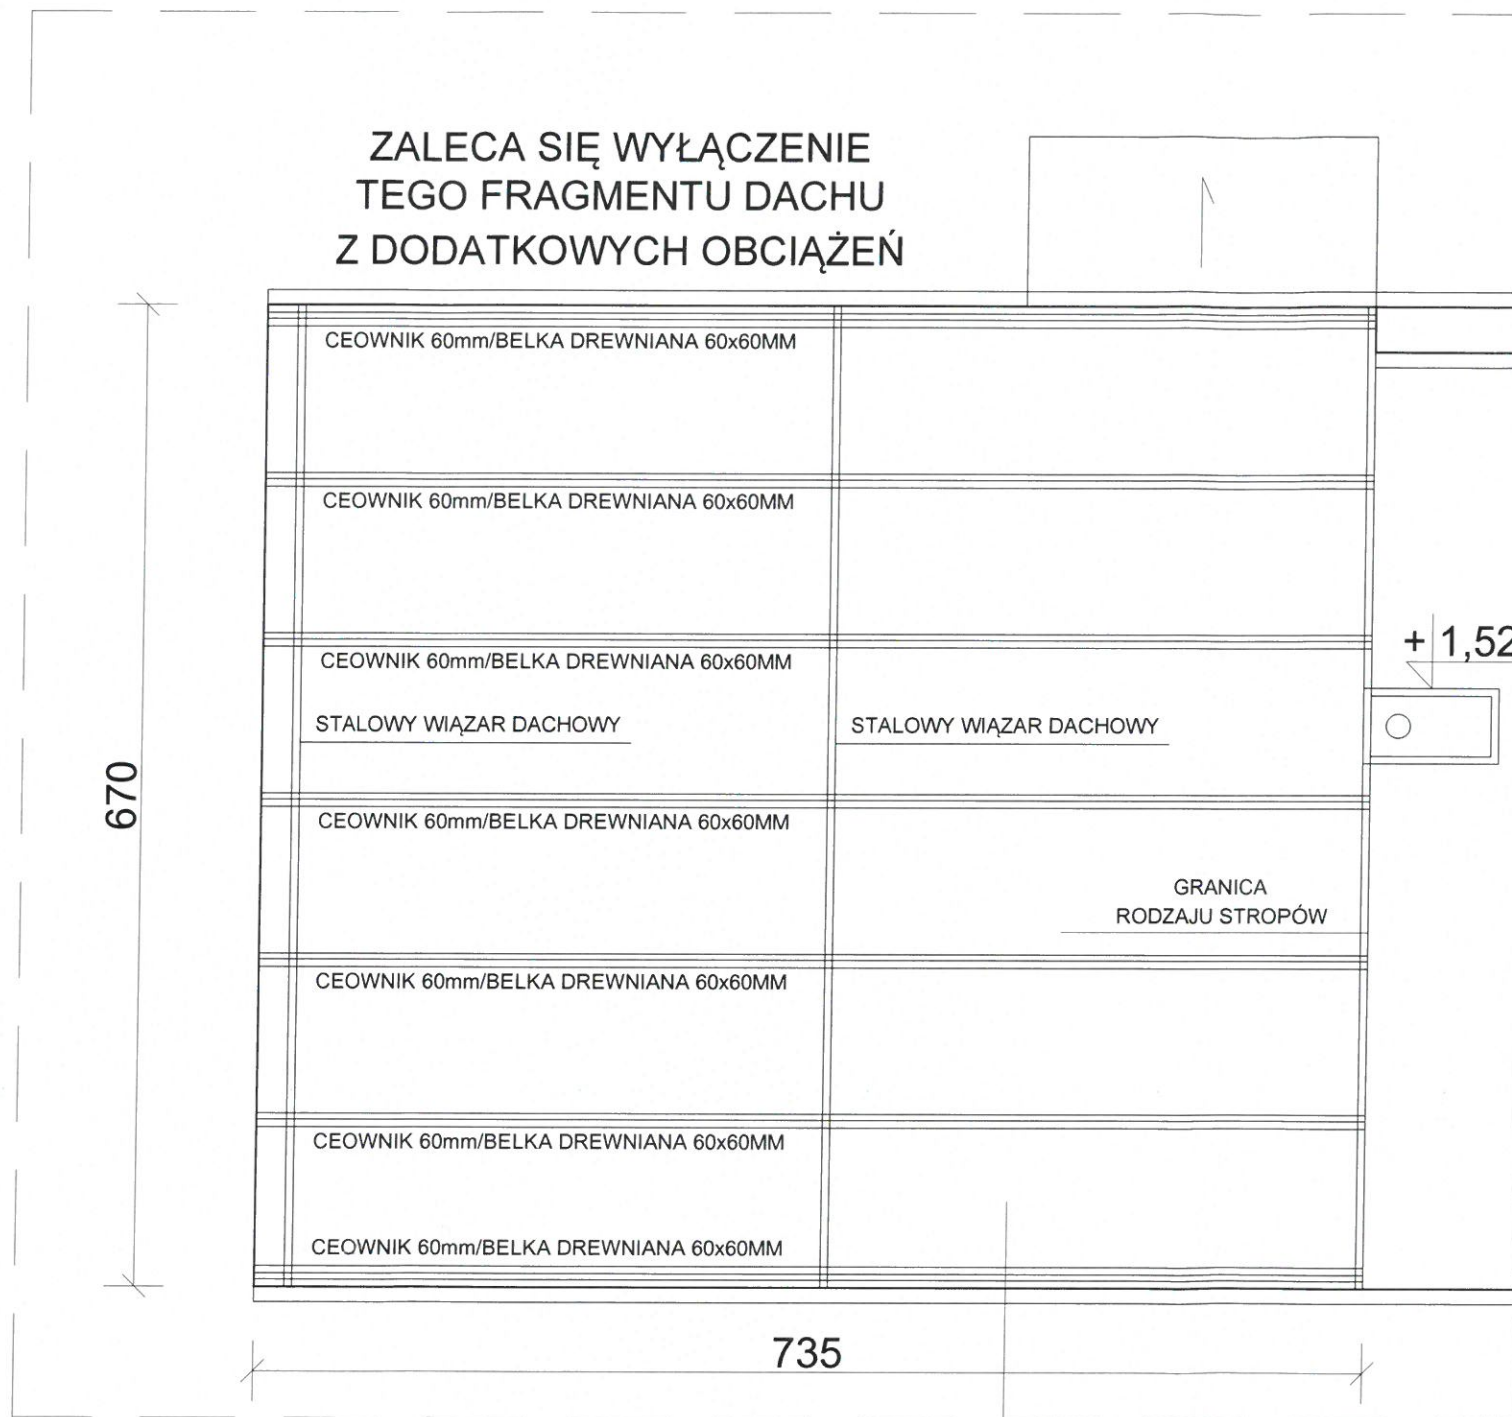 ZALECA SIĘ WYŁĄCZENIE
TEGO FRAGMENTU DACHU
Z DODATKOWYCH OBCIĄŻEŃ
CEOWNIK 60mm/BELKA DREWNIANA 60x60MM
CEOWNIK 60mm/BELKA DREWNIANA 60x60MM
CEOWNIK 60mm/BELKA DREWNIANA 60x60MM
+ 1,52
STALOWY WIĄZAR DACHOWY
STALOWY WIĄZAR DACHOWY
670
CEOWNIK 60mm/BELKA DREWNIANA 60x60MM
GRANICA
RODZAJU STROPÓW
CEOWNIK 60mm/BELKA DREWNIANA 60x60MM
CEOWNIK 60mm/BELKA DREWNIANA 60x60MM
CEOWNIK 60mm/BELKA DREWNIANA 60x60MM
735